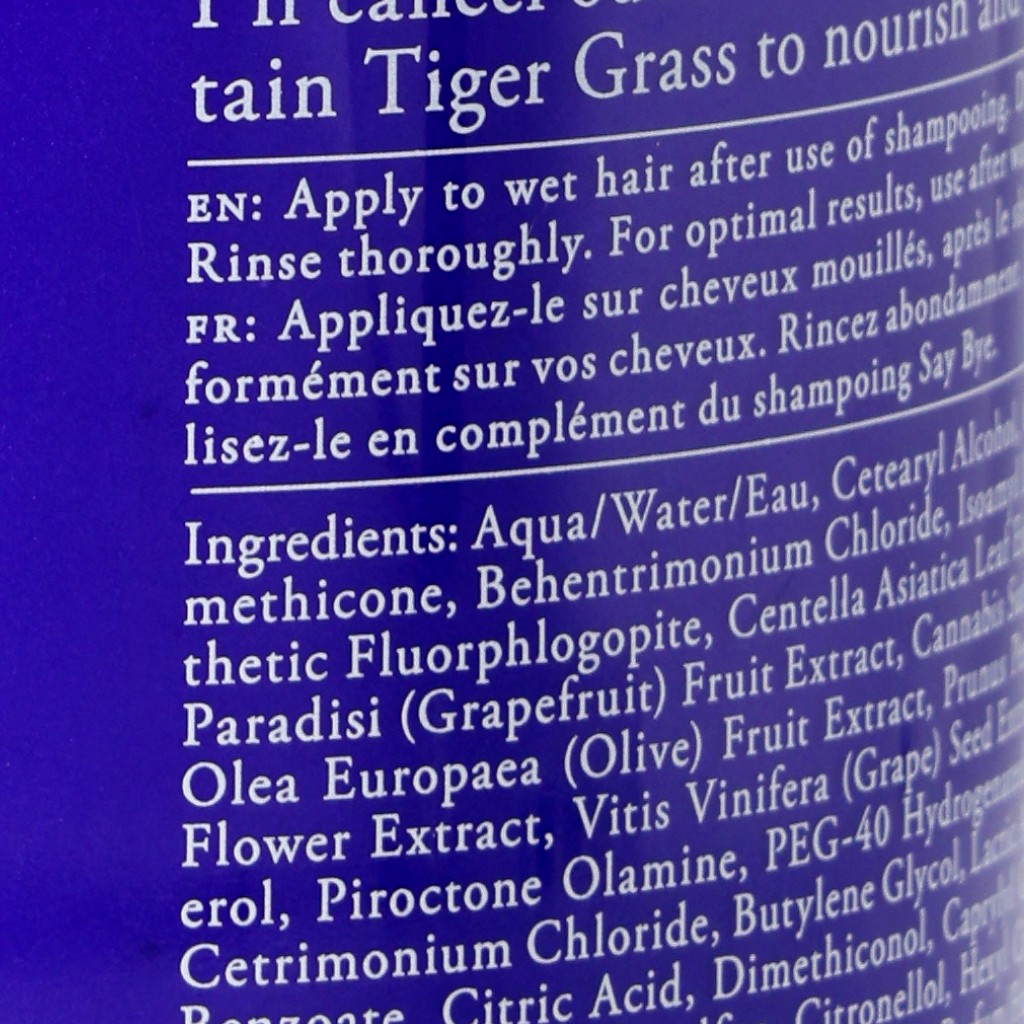 tain Tiger Grass to nourish and
EN: Apply to wet hair after use of shampooing.
Rinse thoroughly. For optimal results, use after
FR: Appliquez-le sur cheveux mouillés, après le
formément sur vos cheveux. Rincez abondamment
lisez-le en complément du shampoing Say Bye.
Ingredients: Aqua/Water/Eau, Cetearyl Alcohol,
methicone, Behentrimonium Chloride,
thetic Fluorphlogopite, Centella Asiatica Leaf
Paradisi (Grapefruit) Fruit Extract, Cannabis
Olea Europaea (Olive) Fruit Extract, Prunus
Flower Extract, Vitis Vinifera (Grape) Seed
erol, Piroctone Olamine, PEG-40
Cetrimonium Chloride, Butylene Glycol,
Benzoate, Citric Acid, Dimethiconol,
Citronellol,